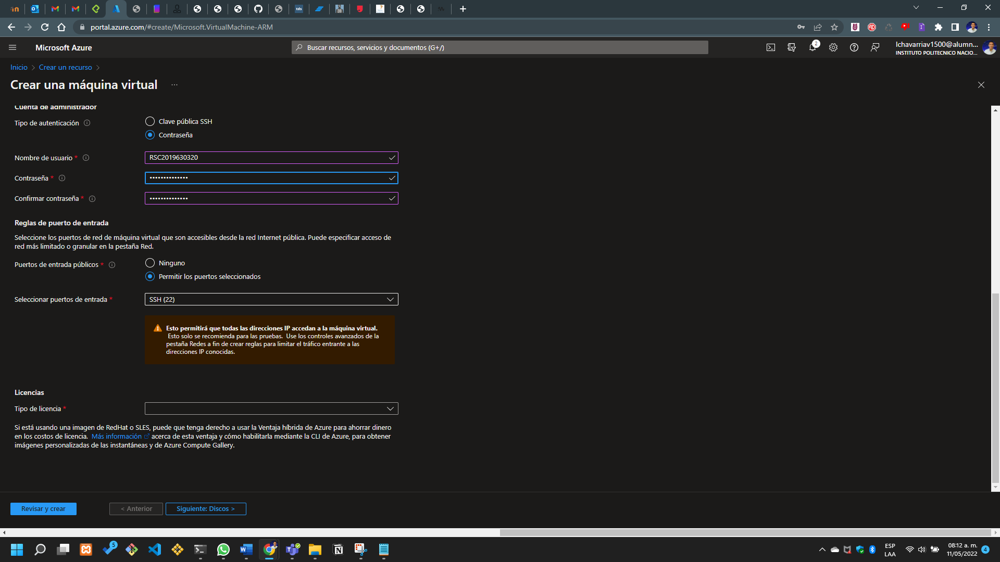 portal.azure.com/#create/Microsoft.VirtualMachine-ARM
Microsoft Azure
Buscar recursos, servicios y documentos (G+/)
2
lchavarriav1500@alumn...
INSTITUTO POLITECNICO NACIO...
Inicio > Crear un recurso >
Crear una máquina virtual ...
Cuenta de administrador
Tipo de autenticación
Clave pública SSH
Contraseña
Nombre de usuario *
RSC2019630320
Contraseña *
••••••••••••••
Confirmar contraseña *
••••••••••••••
Reglas de puerto de entrada
Seleccione los puertos de red de máquina virtual que son accesibles desde la red Internet pública. Puede especificar acceso de
red más limitado o granular en la pestaña Red.
Puertos de entrada públicos *
Ninguno
Permitir los puertos seleccionados
Seleccionar puertos de entrada *
SSH (22)
Esto permitirá que todas las direcciones IP accedan a la máquina virtual.
Esto solo se recomienda para las pruebas. Use los controles avanzados de la
pestaña Redes a fin de crear reglas para limitar el tráfico entrante a las
direcciones IP conocidas.
Licencias
Tipo de licencia *
Si está usando una imagen de RedHat o SLES, puede que tenga derecho a usar la Ventaja híbrida de Azure para ahorrar dinero
en los costos de licencia. Más información acerca de esta ventaja y cómo habilitarla mediante la CLI de Azure, para obtener
imágenes personalizadas de las instantáneas y de Azure Compute Gallery.
Revisar y crear
< Anterior
Siguiente: Discos >
5
ESP
LAA
08:12 a. m.
11/05/2022
4